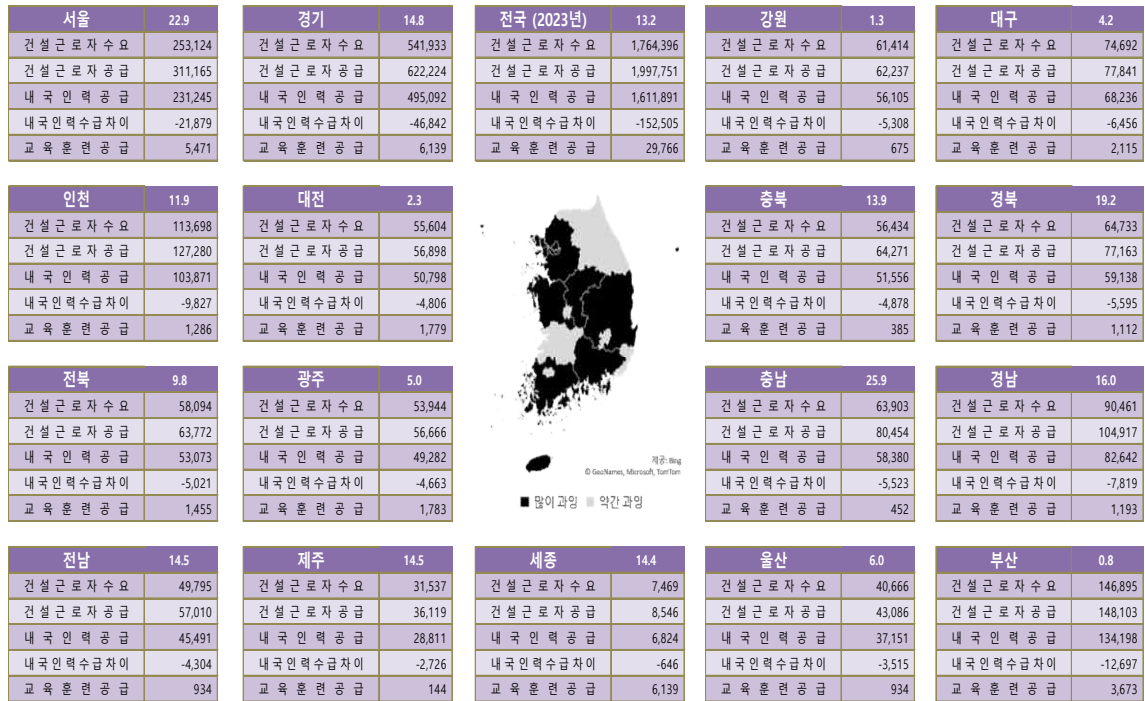 서울 22.9
건설근로자수요 253,124
건설근로자공급 311,165
내국인력공급 231,245
내국인력수급차이 -21,879
교육훈련공급 5,471
경기 14.8
건설근로자수요 541,933
건설근로자공급 622,224
내국인력공급 495,092
내국인력수급차이 -46,842
교육훈련공급 6,139
전국 (2023년) 13.2
건설근로자수요 1,764,396
건설근로자공급 1,997,751
내국인력공급 1,611,891
내국인력수급차이 -152,505
교육훈련공급 29,766
강원 1.3
건설근로자수요 61,414
건설근로자공급 62,237
내국인력공급 56,105
내국인력수급차이 -5,308
교육훈련공급 675
대구 4.2
건설근로자수요 74,692
건설근로자공급 77,841
내국인력공급 68,236
내국인력수급차이 -6,456
교육훈련공급 2,115
인천 11.9
건설근로자수요 113,698
건설근로자공급 127,280
내국인력공급 103,871
내국인력수급차이 -9,827
교육훈련공급 1,286
대전 2.3
건설근로자수요 55,604
건설근로자공급 56,898
내국인력공급 50,798
내국인력수급차이 -4,806
교육훈련공급 1,779
충북 13.9
건설근로자수요 56,434
건설근로자공급 64,271
내국인력공급 51,556
내국인력수급차이 -4,878
교육훈련공급 385
경북 19.2
건설근로자수요 64,733
건설근로자공급 77,163
내국인력공급 59,138
내국인력수급차이 -5,595
교육훈련공급 1,112
전북 9.8
건설근로자수요 58,094
건설근로자공급 63,772
내국인력공급 53,073
내국인력수급차이 -5,021
교육훈련공급 1,455
광주 5.0
건설근로자수요 53,944
건설근로자공급 56,666
내국인력공급 49,282
내국인력수급차이 -4,663
교육훈련공급 1,783
제공: Bing
© GeoNames, Microsoft, TomTom
많이 과잉 약간 과잉
충남 25.9
건설근로자수요 63,903
건설근로자공급 80,454
내국인력공급 58,380
내국인력수급차이 -5,523
교육훈련공급 452
경남 16.0
건설근로자수요 90,461
건설근로자공급 104,917
내국인력공급 82,642
내국인력수급차이 -7,819
교육훈련공급 1,193
전남 14.5
건설근로자수요 49,795
건설근로자공급 57,010
내국인력공급 45,491
내국인력수급차이 -4,304
교육훈련공급 934
제주 14.5
건설근로자수요 31,537
건설근로자공급 36,119
내국인력공급 28,811
내국인력수급차이 -2,726
교육훈련공급 144
세종 14.4
건설근로자수요 7,469
건설근로자공급 8,546
내국인력공급 6,824
내국인력수급차이 -646
교육훈련공급 6,139
울산 6.0
건설근로자수요 40,666
건설근로자공급 43,086
내국인력공급 37,151
내국인력수급차이 -3,515
교육훈련공급 934
부산 0.8
건설근로자수요 146,895
건설근로자공급 148,103
내국인력공급 134,198
내국인력수급차이 -12,697
교육훈련공급 3,673